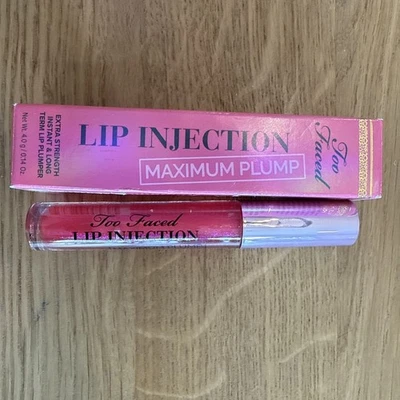 EXTRA STRENGTH
INSTANT & LONG
TERM LIP PLUMPER
Net Wt. 4.0 g / 0.14 Oz.
LIP INJECTION
MAXIMUM PLUMP
Too
Faced
Too Faced
LIP INJECTION